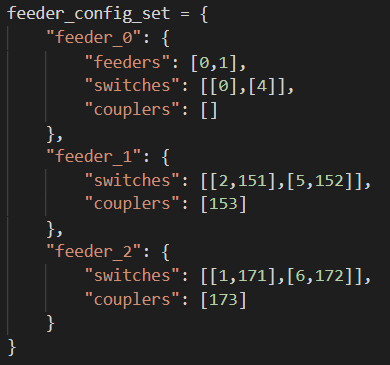 feeder_config_set = {
    "feeder_0": {
        "feeders": [0,1],
        "switches": [[0],[4]],
        "couplers": []
    },
    "feeder_1": {
        "switches": [[2,151],[5,152]],
        "couplers": [153]
    },
    "feeder_2": {
        "switches": [[1,171],[6,172]],
        "couplers": [173]
    }
}